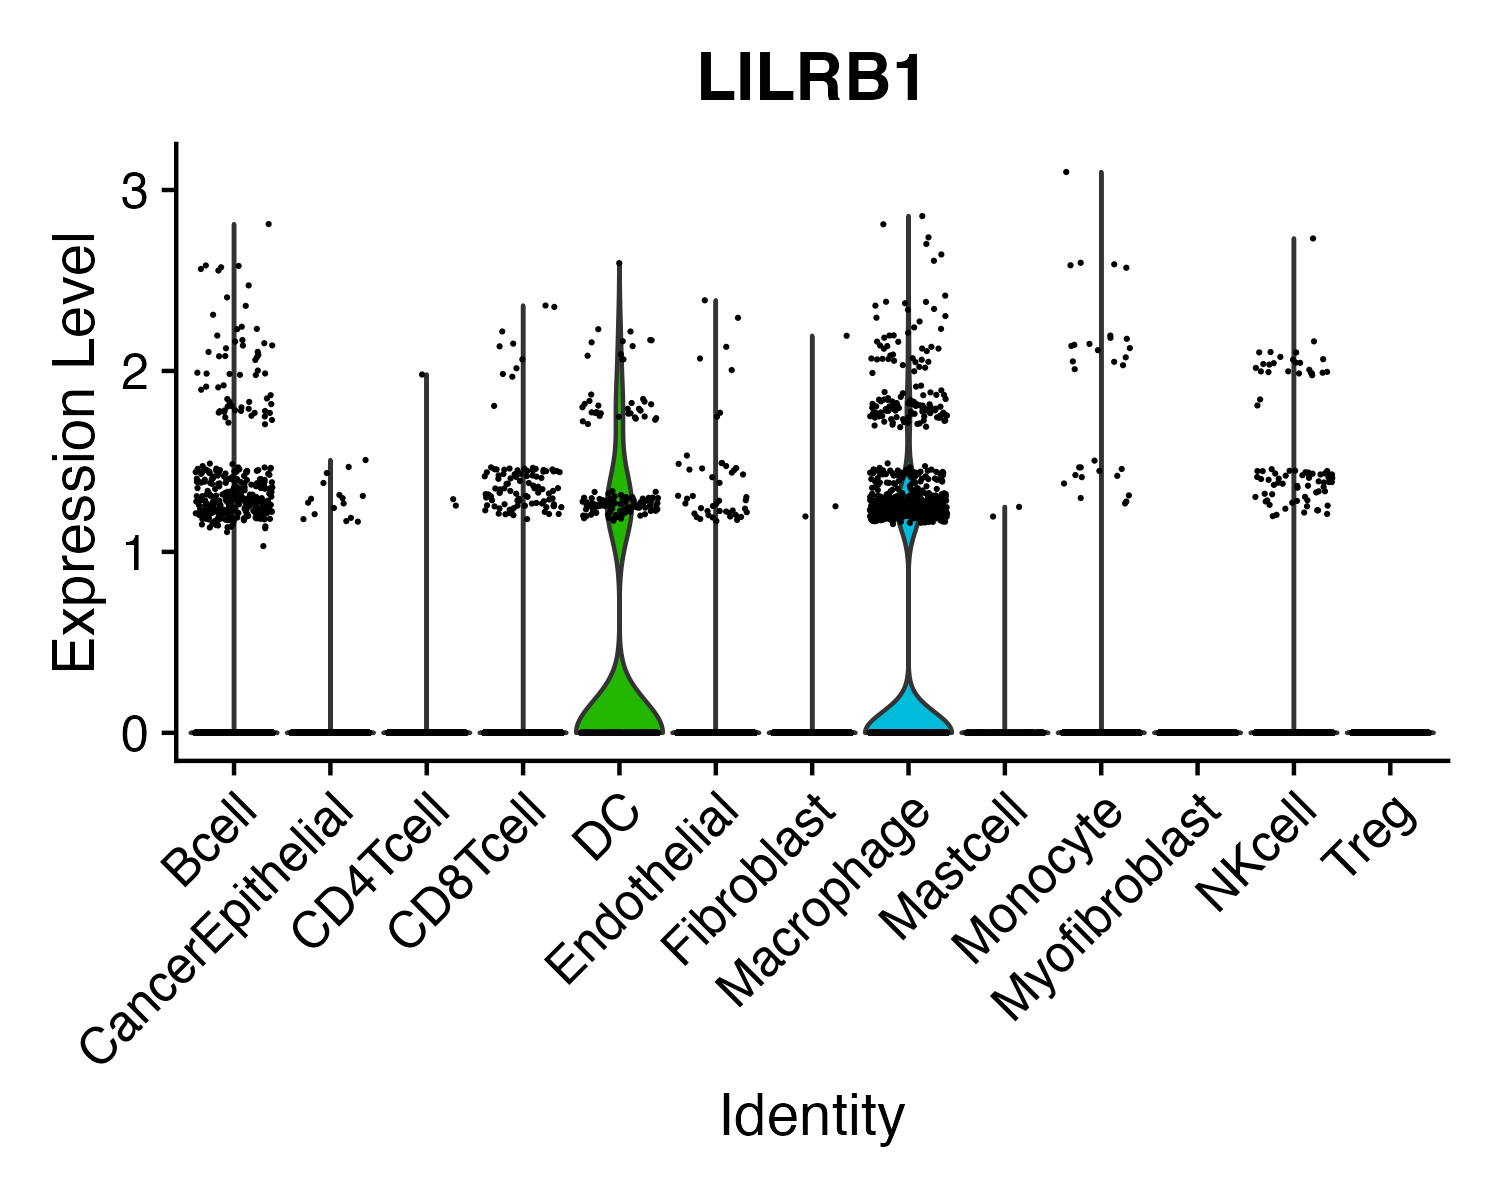 LILRB1
Expression Level
3
2
1
0
Bcell
CancerEpithelial
CD4Tcell
CD8Tcell
DC
Endothelial
Fibroblast
Macrophage
Mastcell
Monocyte
Myofibroblast
NKcell
Treg
Identity